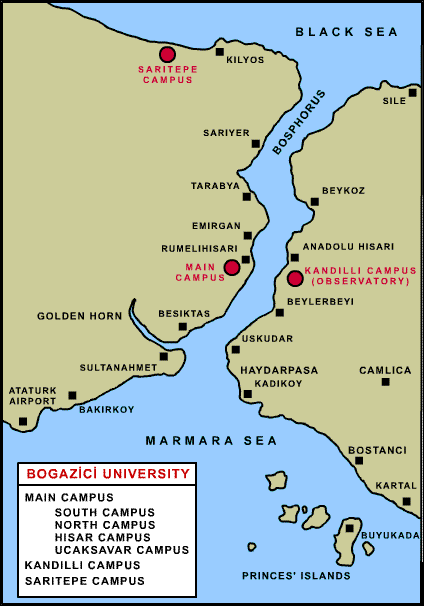 BLACK SEA
KILYOS
SARITEPE
CAMPUS
SILE
BOSPHORUS
SARIYER
TARABYA
BEYKOZ
EMIRGAN
RUMELIHISARI
ANADOLU HISARI
MAIN
CAMPUS
KANDILLI CAMPUS
(OBSERVATORY)
BEYLERBEYI
GOLDEN HORN
BESIKTAS
USKUDAR
SULTANAHMET
HAYDARPASA
CAMLICA
KADIKOY
ATATURK
AIRPORT
BAKIRKOY
MARMARA SEA
BOSTANCI
KARTAL
BUYUKADA
PRINCES' ISLANDS
BOGAZİCİ UNIVERSITY
MAIN CAMPUS
SOUTH CAMPUS
NORTH CAMPUS
HISAR CAMPUS
UCAKSAVAR CAMPUS
KANDILLI CAMPUS
SARITEPE CAMPUS